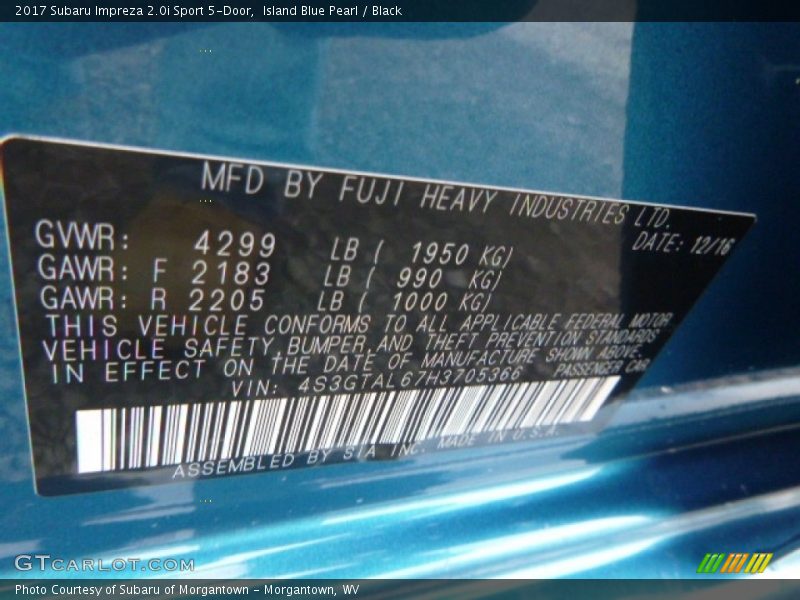 2017 Subaru Impreza 2.0i Sport 5-Door, Island Blue Pearl / Black
MFD BY FUJI HEAVY INDUSTRIES LTD.
DATE: 12/16
GVWR: 4299 LB ( 1950 KG)
GAWR: F 2183 LB ( 990 KG)
GAWR: R 2205 LB ( 1000 KG)
THIS VEHICLE CONFORMS TO ALL APPLICABLE FEDERAL MOTOR
VEHICLE SAFETY, BUMPER AND THEFT PREVENTION STANDARDS
IN EFFECT ON THE DATE OF MANUFACTURE SHOWN ABOVE.
VIN: 4S3GTAL67H3705366 PASSENGER CAR
ASSEMBLED BY SIA INC. MADE IN U.S.A.
GTCARLOT.COM
Photo Courtesy of Subaru of Morgantown - Morgantown, WV